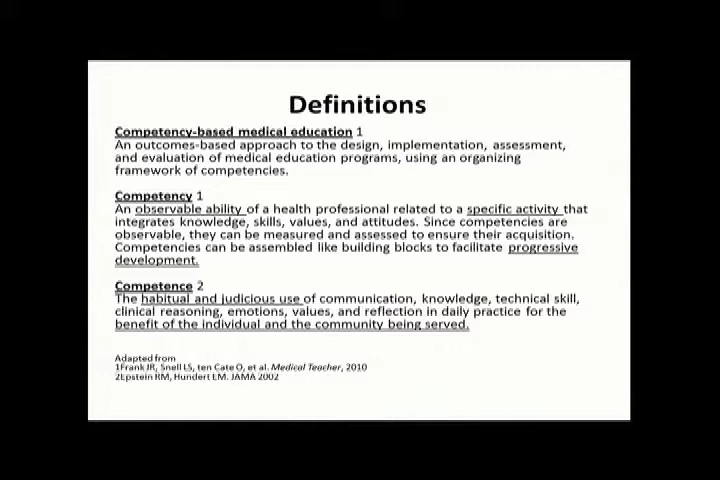 Definitions
Competency-based medical education 1
An outcomes-based approach to the design, implementation, assessment,
and evaluation of medical education programs, using an organizing
framework of competencies.
Competency 1
An observable ability of a health professional related to a specific activity that
integrates knowledge, skills, values, and attitudes. Since competencies are
observable, they can be measured and assessed to ensure their acquisition.
Competencies can be assembled like building blocks to facilitate progressive
development.
Competence 2
The habitual and judicious use of communication, knowledge, technical skill,
clinical reasoning, emotions, values, and reflection in daily practice for the
benefit of the individual and the community being served.
Adapted from
1Frank JR, Snell LS, ten Cate O, et al. Medical Teacher, 2010
2Epstein RM, Hundert EM. JAMA 2002